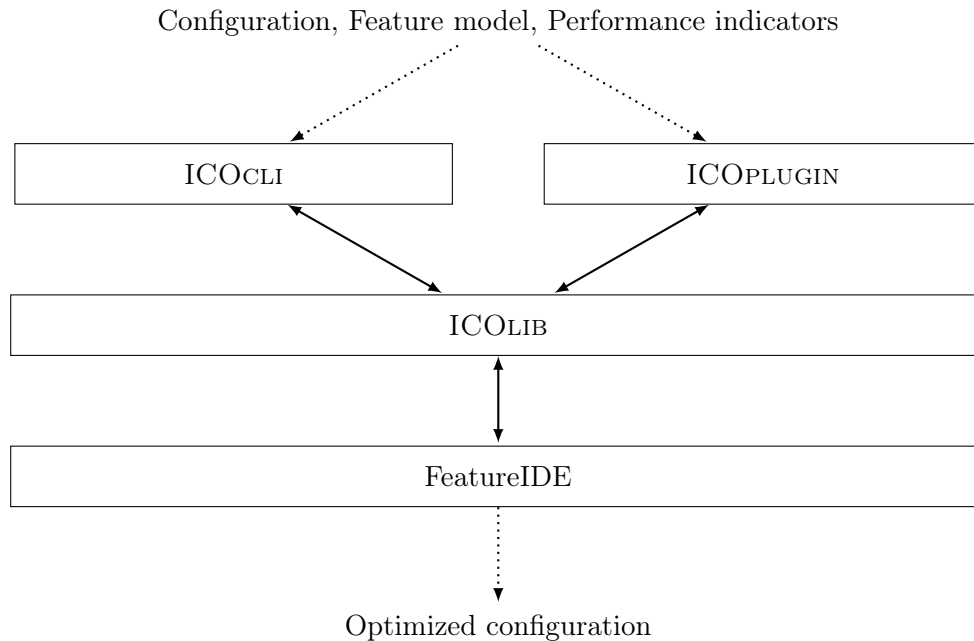 Configuration, Feature model, Performance indicators
ICOCLI
ICOPLUGIN
ICOLIB
FeatureIDE
Optimized configuration